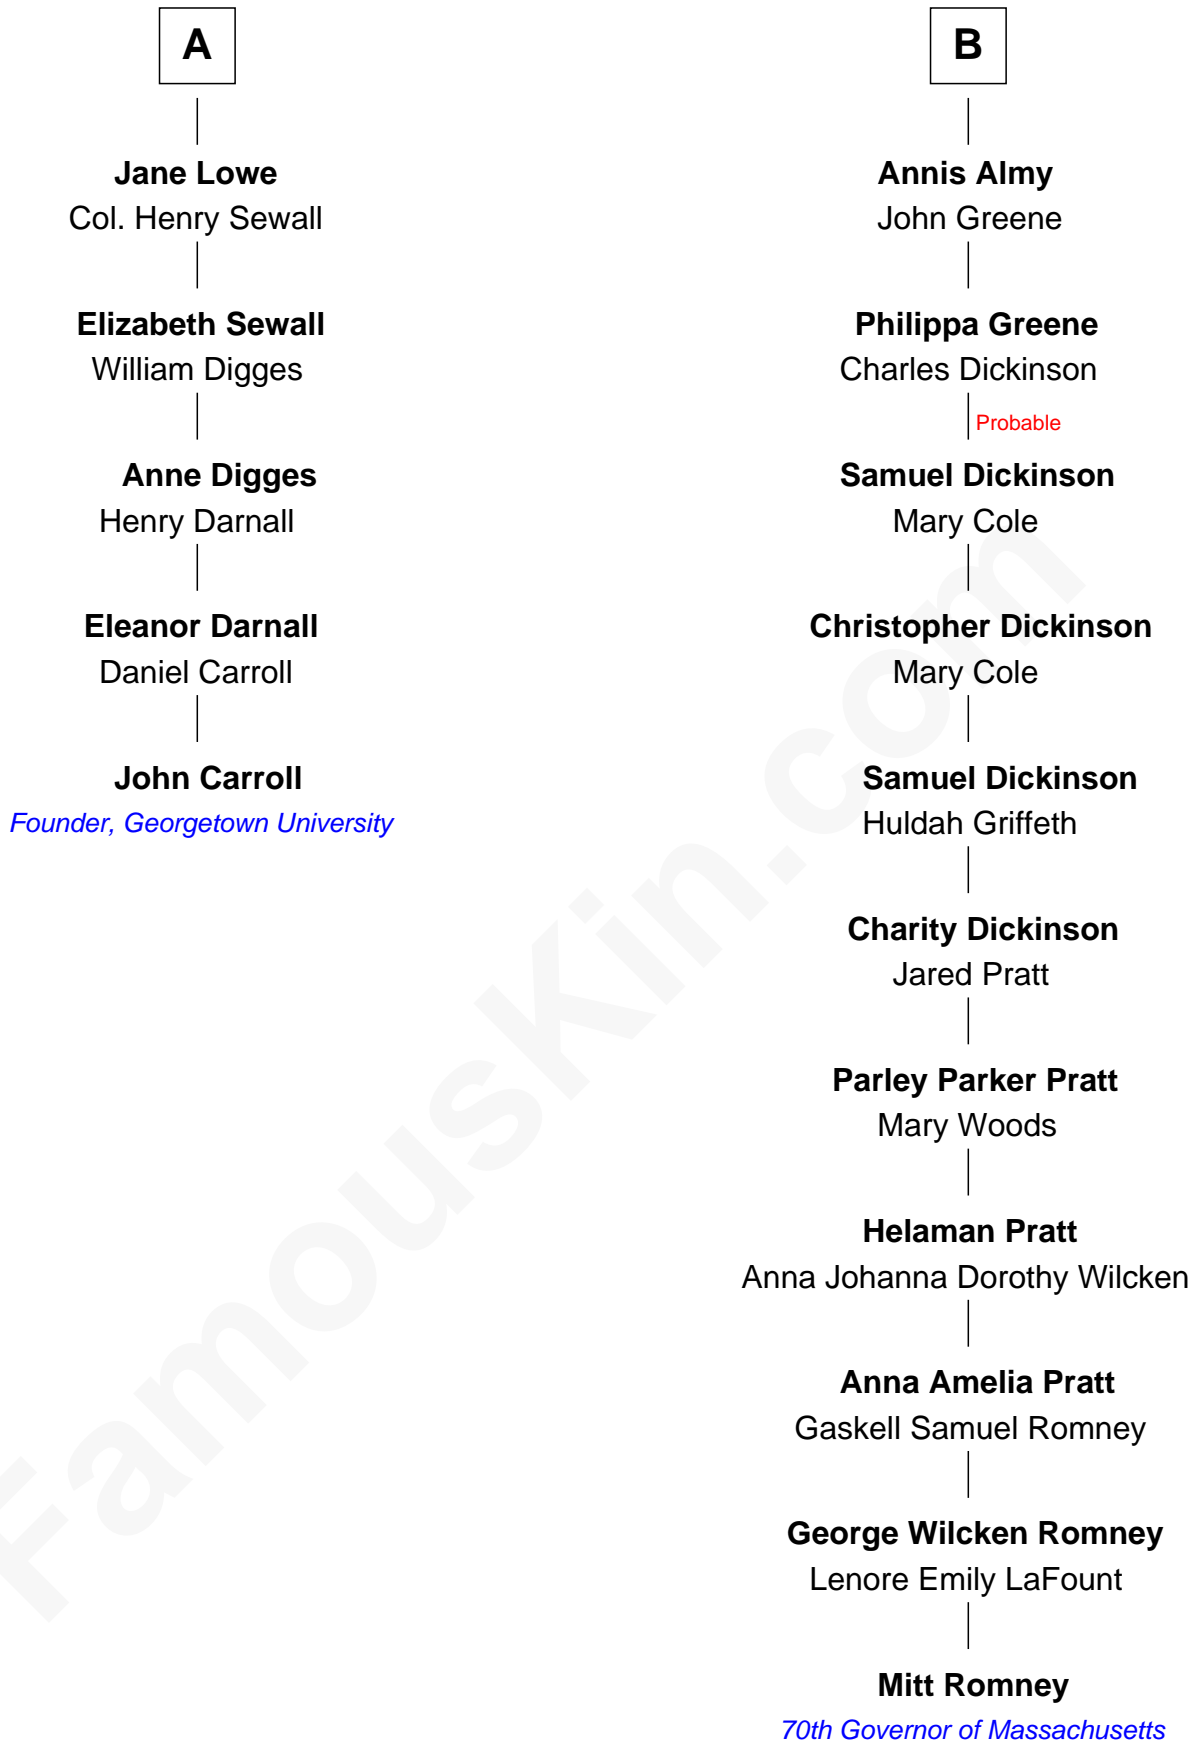 A
Jane Lowe
Col. Henry Sewall
Elizabeth Sewall
William Digges
Anne Digges
Henry Darnall
Eleanor Darnall
Daniel Carroll
John Carroll
Founder, Georgetown University
B
Annis Almy
John Greene
Philippa Greene
Charles Dickinson
Probable
Samuel Dickinson
Mary Cole
Christopher Dickinson
Mary Cole
Samuel Dickinson
Huldah Griffeth
Charity Dickinson
Jared Pratt
Parley Parker Pratt
Mary Woods
Helaman Pratt
Anna Johanna Dorothy Wilcken
Anna Amelia Pratt
Gaskell Samuel Romney
George Wilcken Romney
Lenore Emily LaFount
Mitt Romney
70th Governor of Massachusetts
FamousKin.com